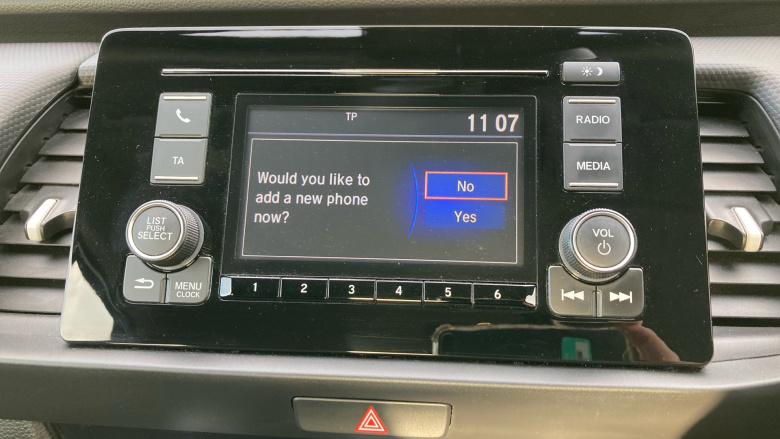 TP
11 07
Would you like to
add a new phone
now?
No
Yes
TA
LIST
PUSH
SELECT
MENU
CLOCK
1 2 3 4 5 6
RADIO
MEDIA
VOL